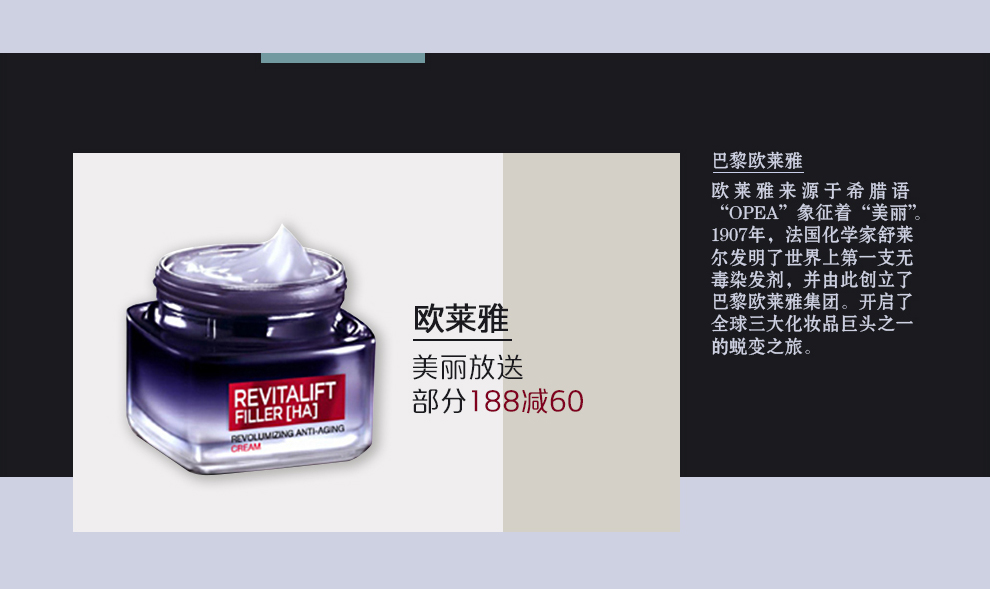 巴黎欧莱雅
欧莱雅来源于希腊语
“OPEA”象征着“美丽”。
1907年，法国化学家舒莱
尔发明了世界上第一支无
毒染发剂，并由此创立了
巴黎欧莱雅集团。开启了
全球三大化妆品巨头之一
的蜕变之旅。
欧莱雅
美丽放送
部分188减60
REVITALIFT
FILLER [HA]
REVOLUMIZING ANTI-AGING
CREAM